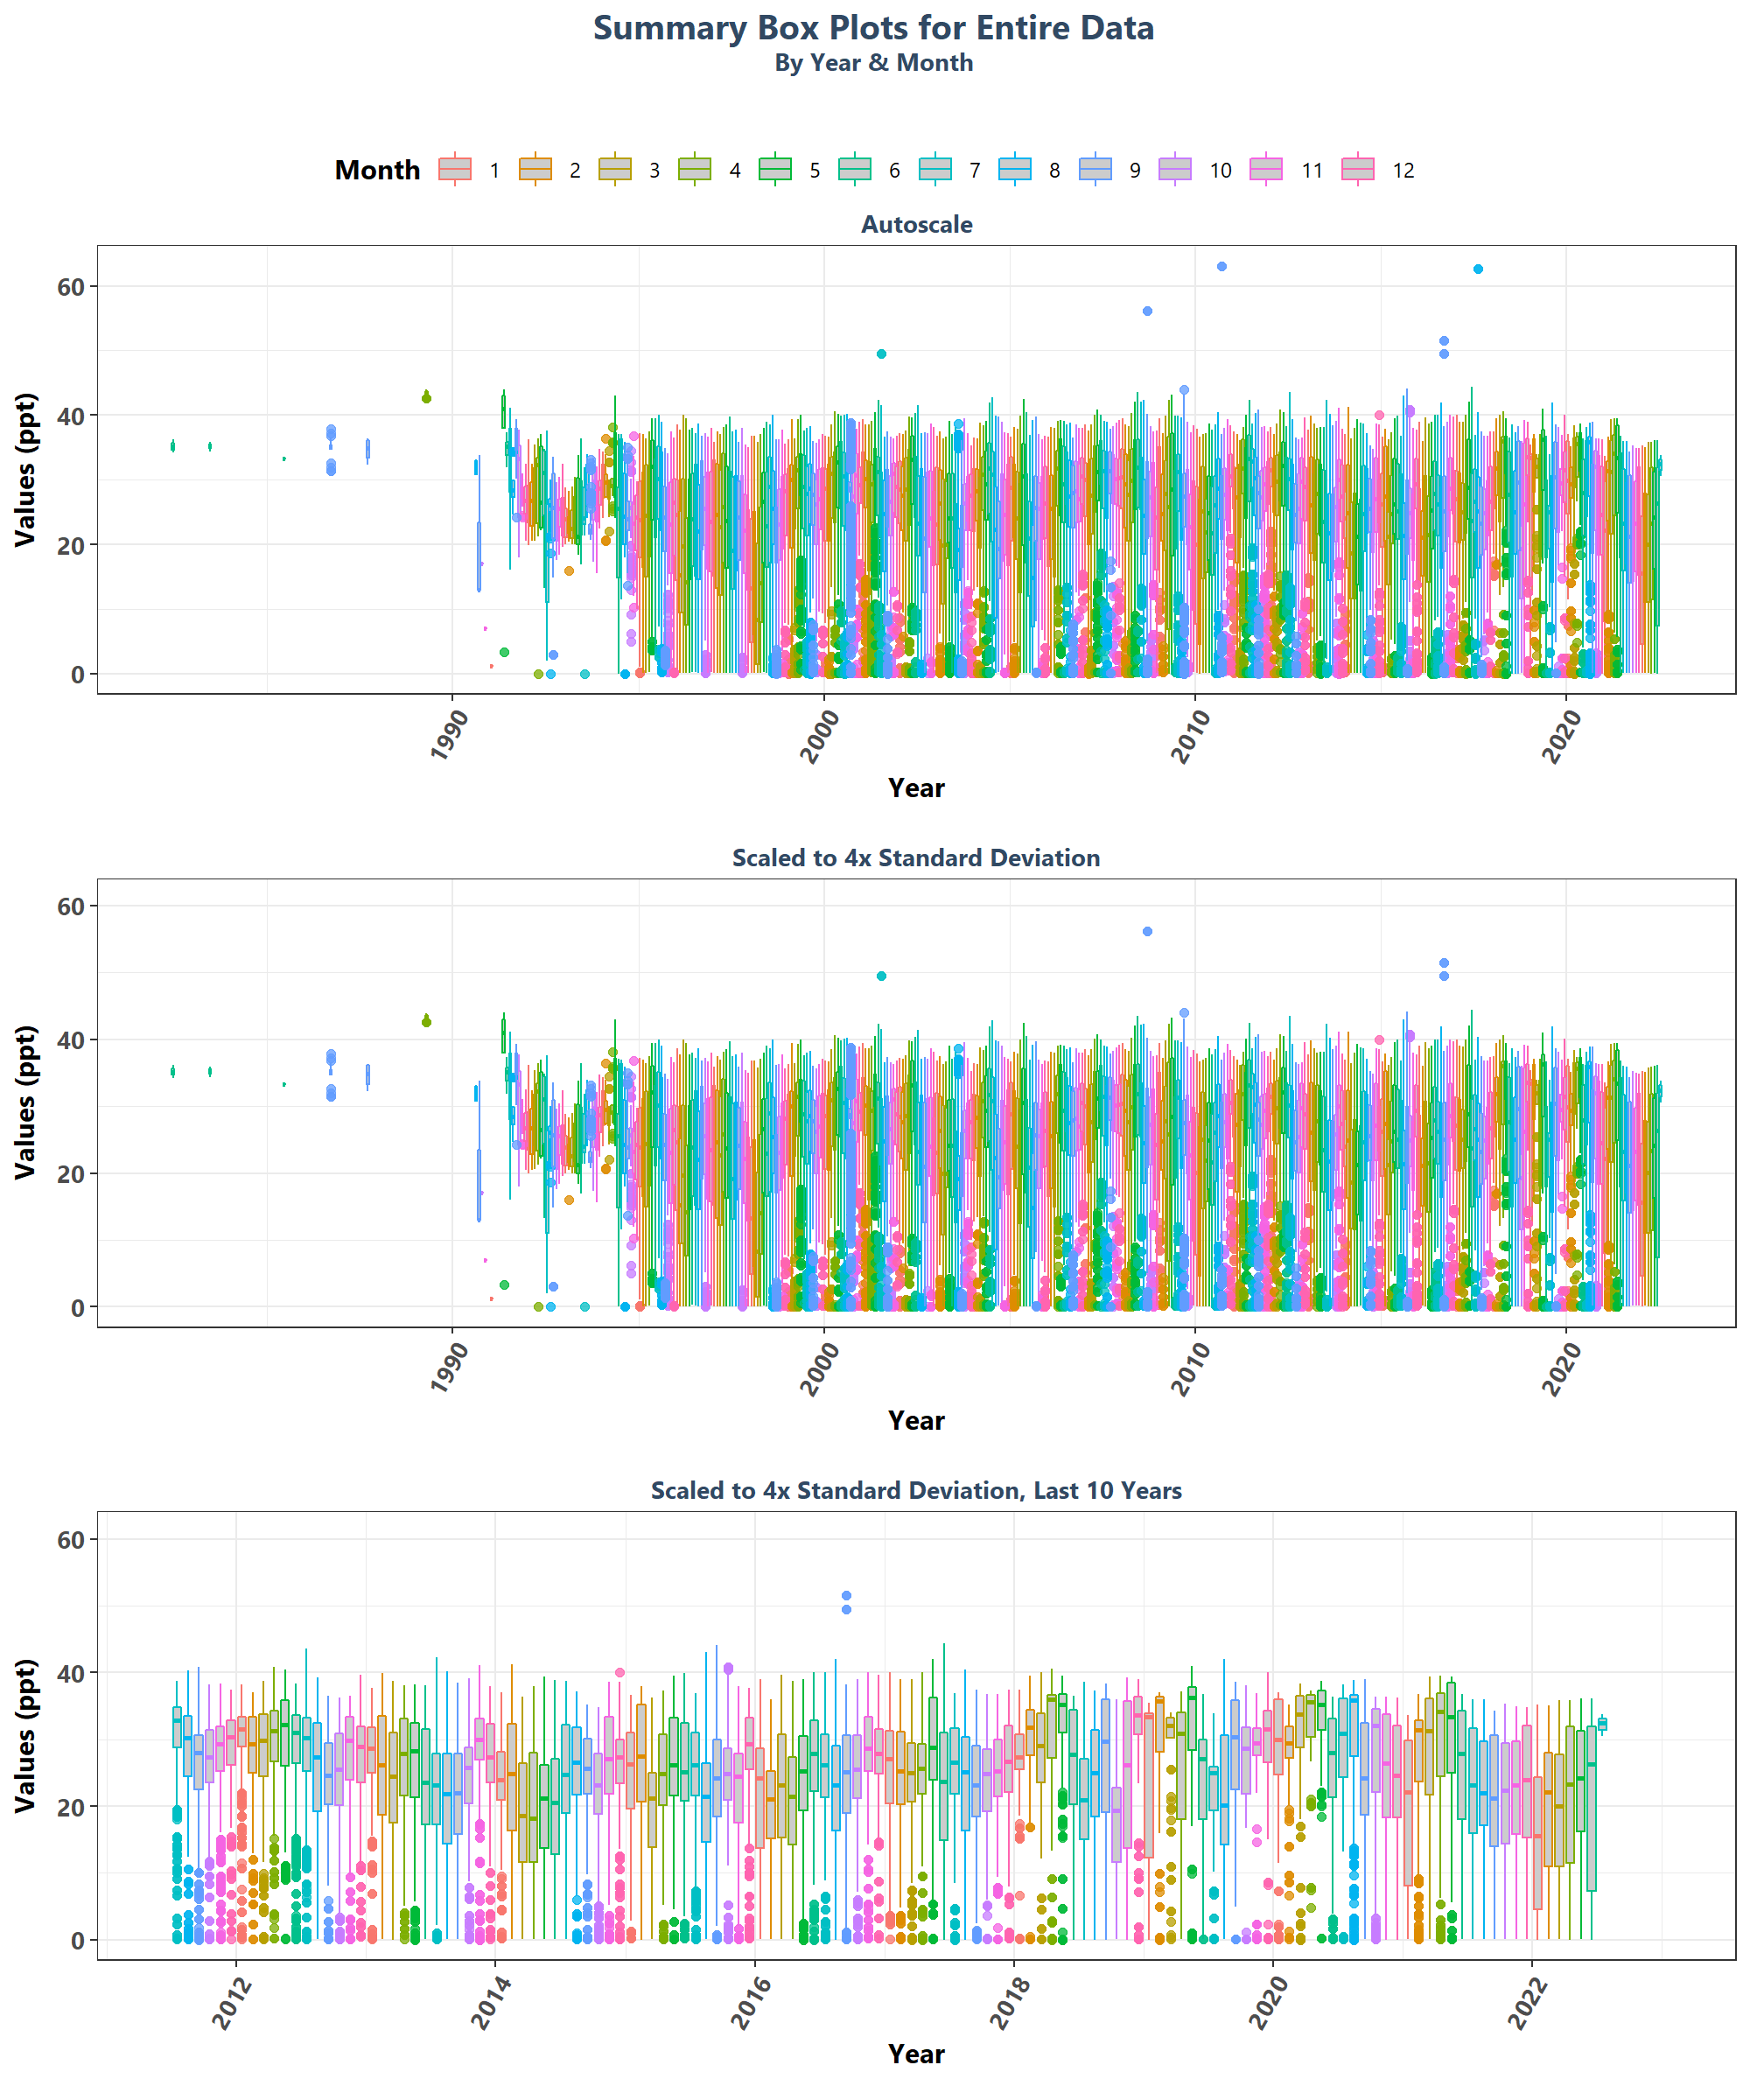 Summary Box Plots for Entire Data
By Year & Month
Month 1 2 3 4 5 6 7 8 9 10 11 12
Autoscale
Values (ppt)
60
40
20
0
1990 2000 2010 2020
Year
Scaled to 4x Standard Deviation
Values (ppt)
60
40
20
0
1990 2000 2010 2020
Year
Scaled to 4x Standard Deviation, Last 10 Years
Values (ppt)
60
40
20
0
2012 2014 2016 2018 2020 2022
Year